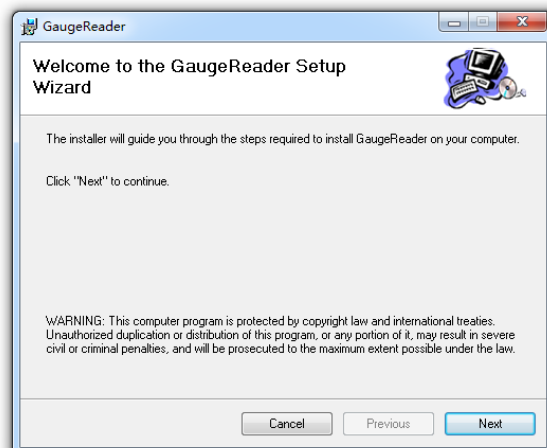 GaugeReader
Welcome to the GaugeReader Setup
Wizard
The installer will guide you through the steps required to install GaugeReader on your computer.
Click "Next" to continue.
WARNING: This computer program is protected by copyright law and international treaties.
Unauthorized duplication or distribution of this program, or any portion of it, may result in severe
civil or criminal penalties, and will be prosecuted to the maximum extent possible under the law.
Cancel
Previous
Next